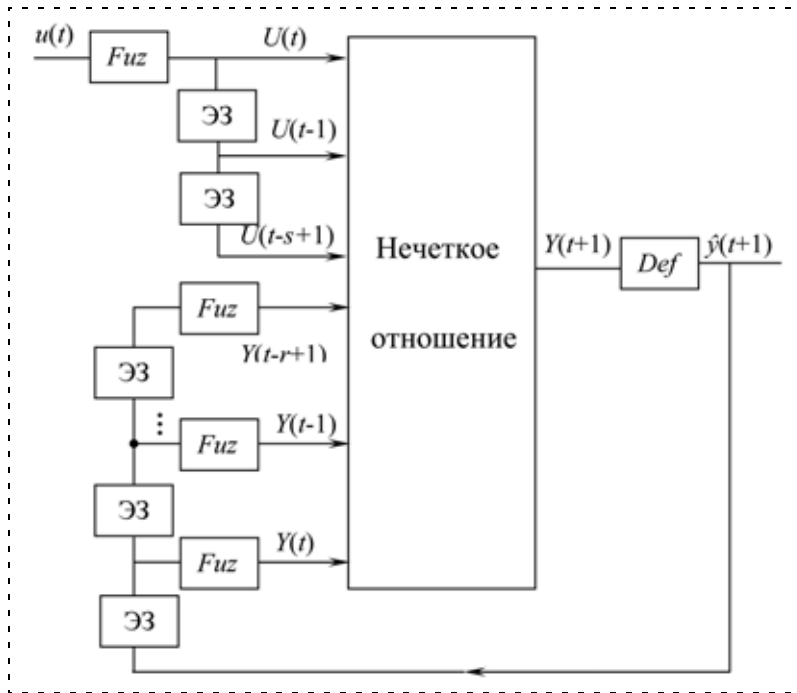 u(t)
Fuz
U(t)
ЭЗ
U(t-1)
ЭЗ
U(t-s+1)
Нечеткое
отношение
Y(t+1)
Def
ŷ(t+1)
Fuz
Y(t-r+1)
ЭЗ
Fuz
Y(t-1)
ЭЗ
Fuz
Y(t)
ЭЗ